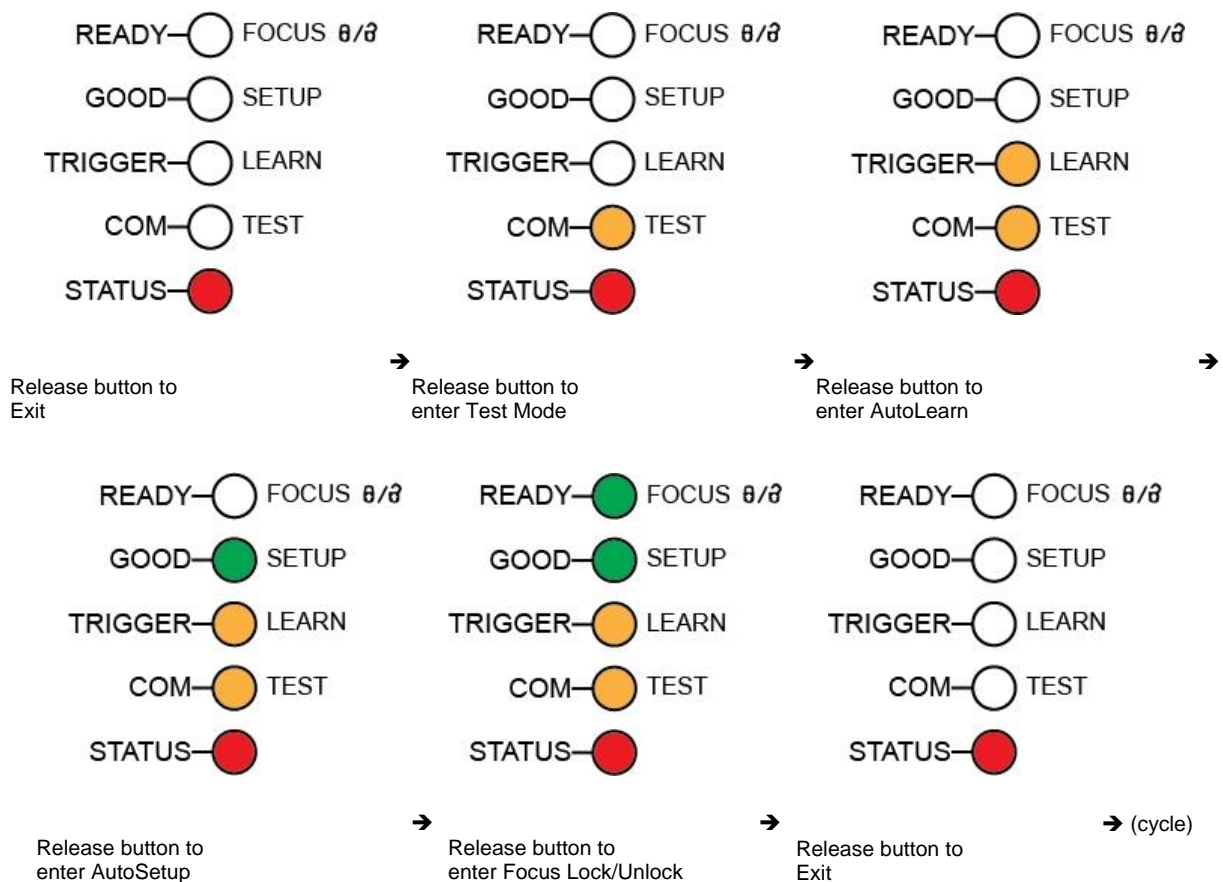 READY FOCUS / READY FOCUS / READY FOCUS /
GOOD SETUP GOOD SETUP GOOD SETUP
TRIGGER LEARN TRIGGER LEARN TRIGGER LEARN
COM TEST COM TEST COM TEST
STATUS STATUS STATUS
➔ ➔ ➔
Release button to Release button to Release button to
Exit enter Test Mode enter AutoLearn
READY FOCUS / READY FOCUS / READY FOCUS /
GOOD SETUP GOOD SETUP GOOD SETUP
TRIGGER LEARN TRIGGER LEARN TRIGGER LEARN
COM TEST COM TEST COM TEST
STATUS STATUS STATUS
➔ ➔ ➔ (cycle)
Release button to Release button to Release button to
enter AutoSetup enter Focus Lock/Unlock Exit